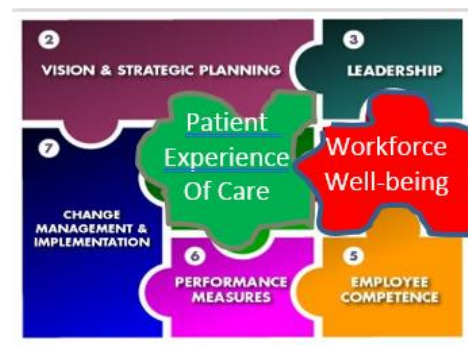 2
VISION & STRATEGIC PLANNING
3
LEADERSHIP
Patient
Experience
Of Care
Workforce
Well-being
7
CHANGE
MANAGEMENT &
IMPLEMENTATION
6
PERFORMANCE
MEASURES
5
EMPLOYEE
COMPETENCE